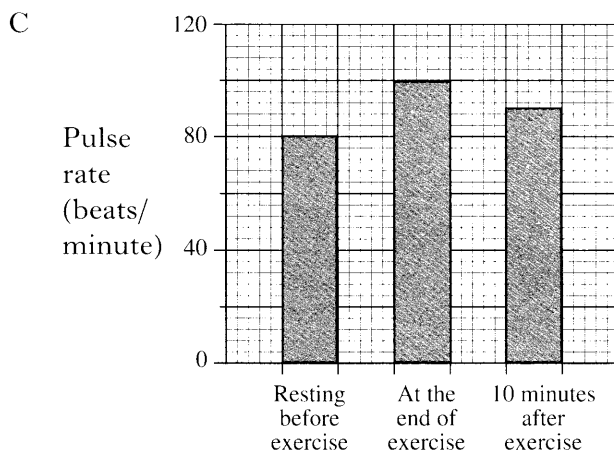 C
120
80
40
0
Pulse
rate
(beats/
minute)
Resting
before
exercise
At the
end of
exercise
10 minutes
after
exercise